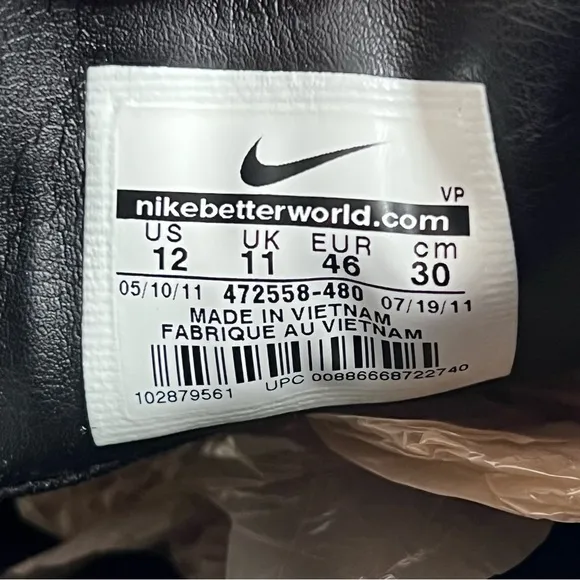 VP
nikebetterworld.com
US UK EUR cm
12 11 46 30
05/10/11 472558-480 07/19/11
MADE IN VIETNAM
FABRIQUE AU VIETNAM
102879561 UPC 00886668722740